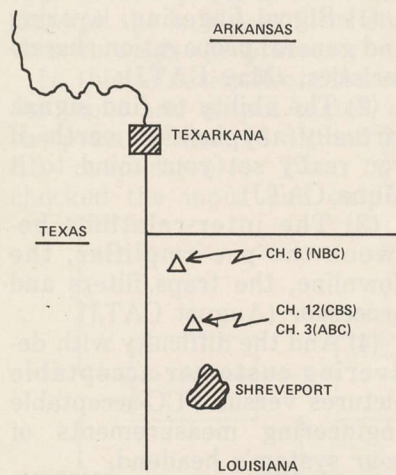 ARKANSAS
TEXARKANA
TEXAS
CH. 6 (NBC)
CH. 12(CBS)
CH. 3(ABC)
SHREVEPORT
LOUISIANA